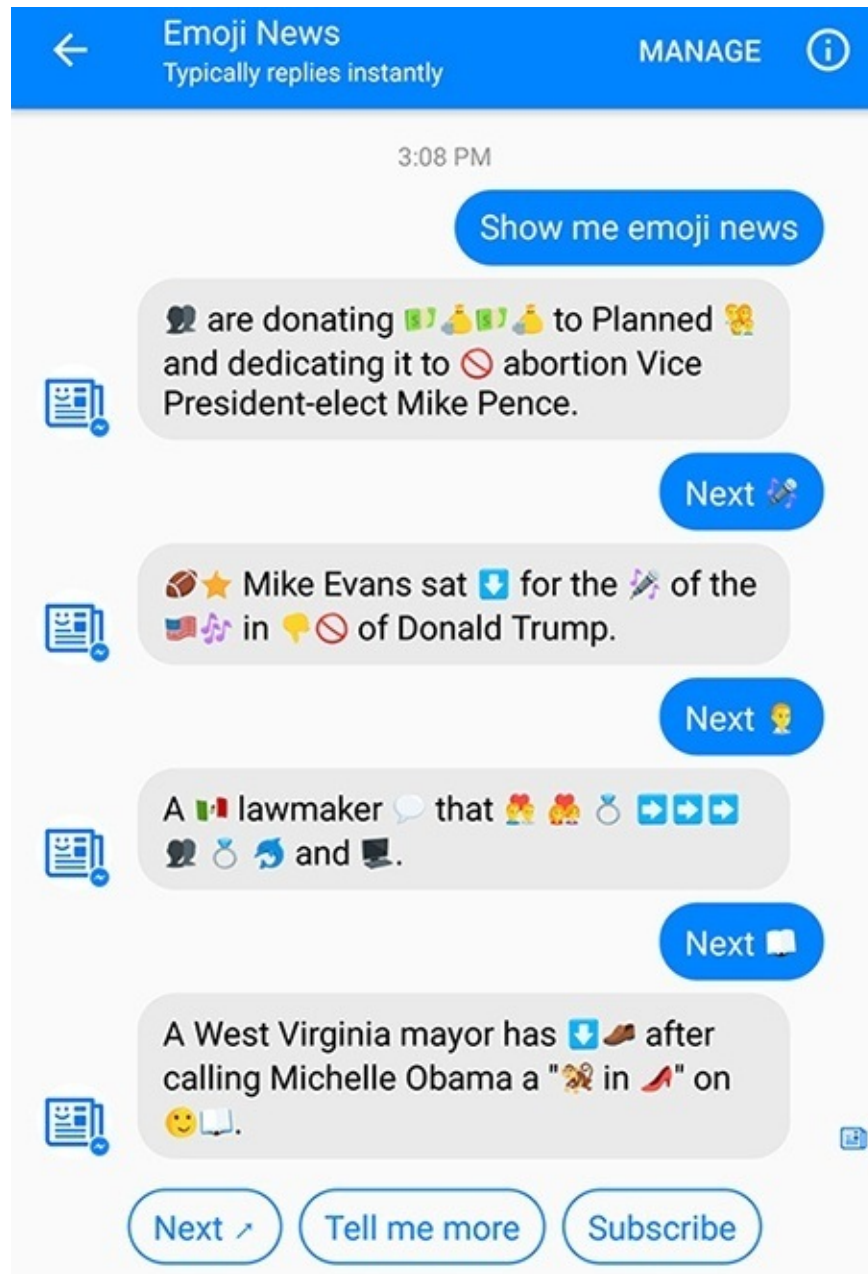 Emoji News
Typically replies instantly
MANAGE
3:08 PM
Show me emoji news
👥 are donating 💵💰💵💰 to Planned 👪
and dedicating it to 🚫 abortion Vice
President-elect Mike Pence.
Next 🎤
🏈⭐ Mike Evans sat ⬇️ for the 🎤 of the
🇺🇸🎶 in 👎🚫 of Donald Trump.
Next 👨
A 🇲🇽 lawmaker 💬 that 👨‍❤️‍👨 👩‍❤️‍👩 💍 ➡️➡️➡️
👥 💍 🐬 and 🖥️.
Next 📖
A West Virginia mayor has ⬇️👞 after
calling Michelle Obama a "🐒 in 👠" on
🙂📖.
Next ↗
Tell me more
Subscribe